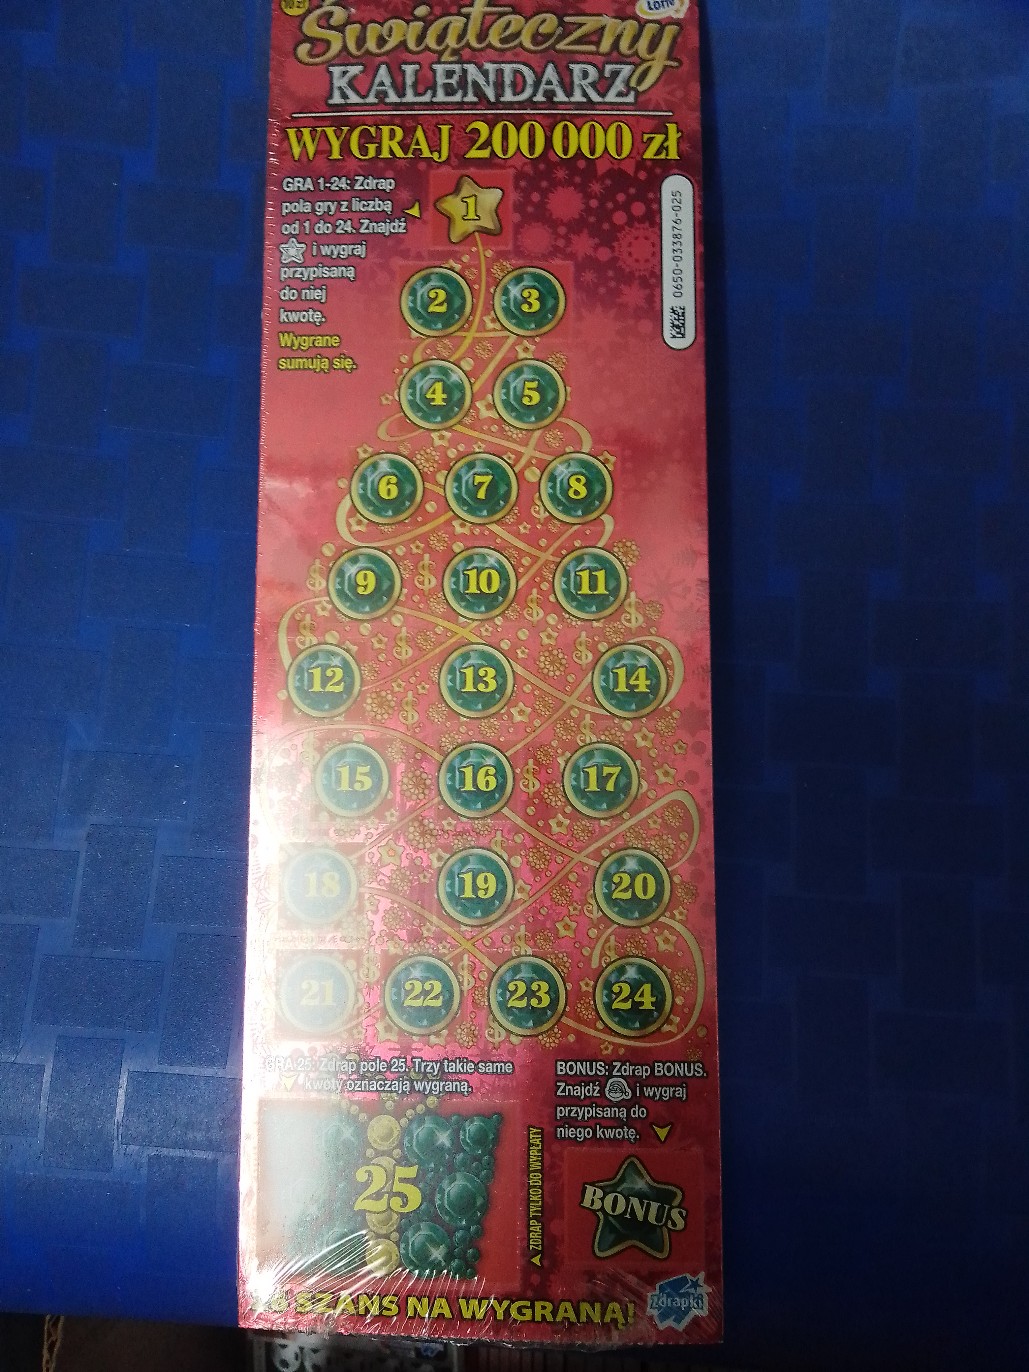 Świąteczny
KALENDARZ
WYGRAJ 200 000 zł
GRA 1-24: Zdrap
pola gry z liczbą
od 1 do 24. Znajdź
i wygraj
przypisaną
do niej
kwotę.
Wygrane
sumują się.
0650-033876-025
1
2 3
4 5
6 7 8
9 10 11
12 13 14
15 16 17
18 19 20
21 22 23 24
GRA 25: Zdrap pole 25. Trzy takie same
kwoty oznaczają wygraną.
25
ZDRAP TYLKO DO WYPŁATY
BONUS: Zdrap BONUS.
Znajdź i wygraj
przypisaną do
niego kwotę.
BONUS
SZANS NA WYGRANĄ!
zdrapki